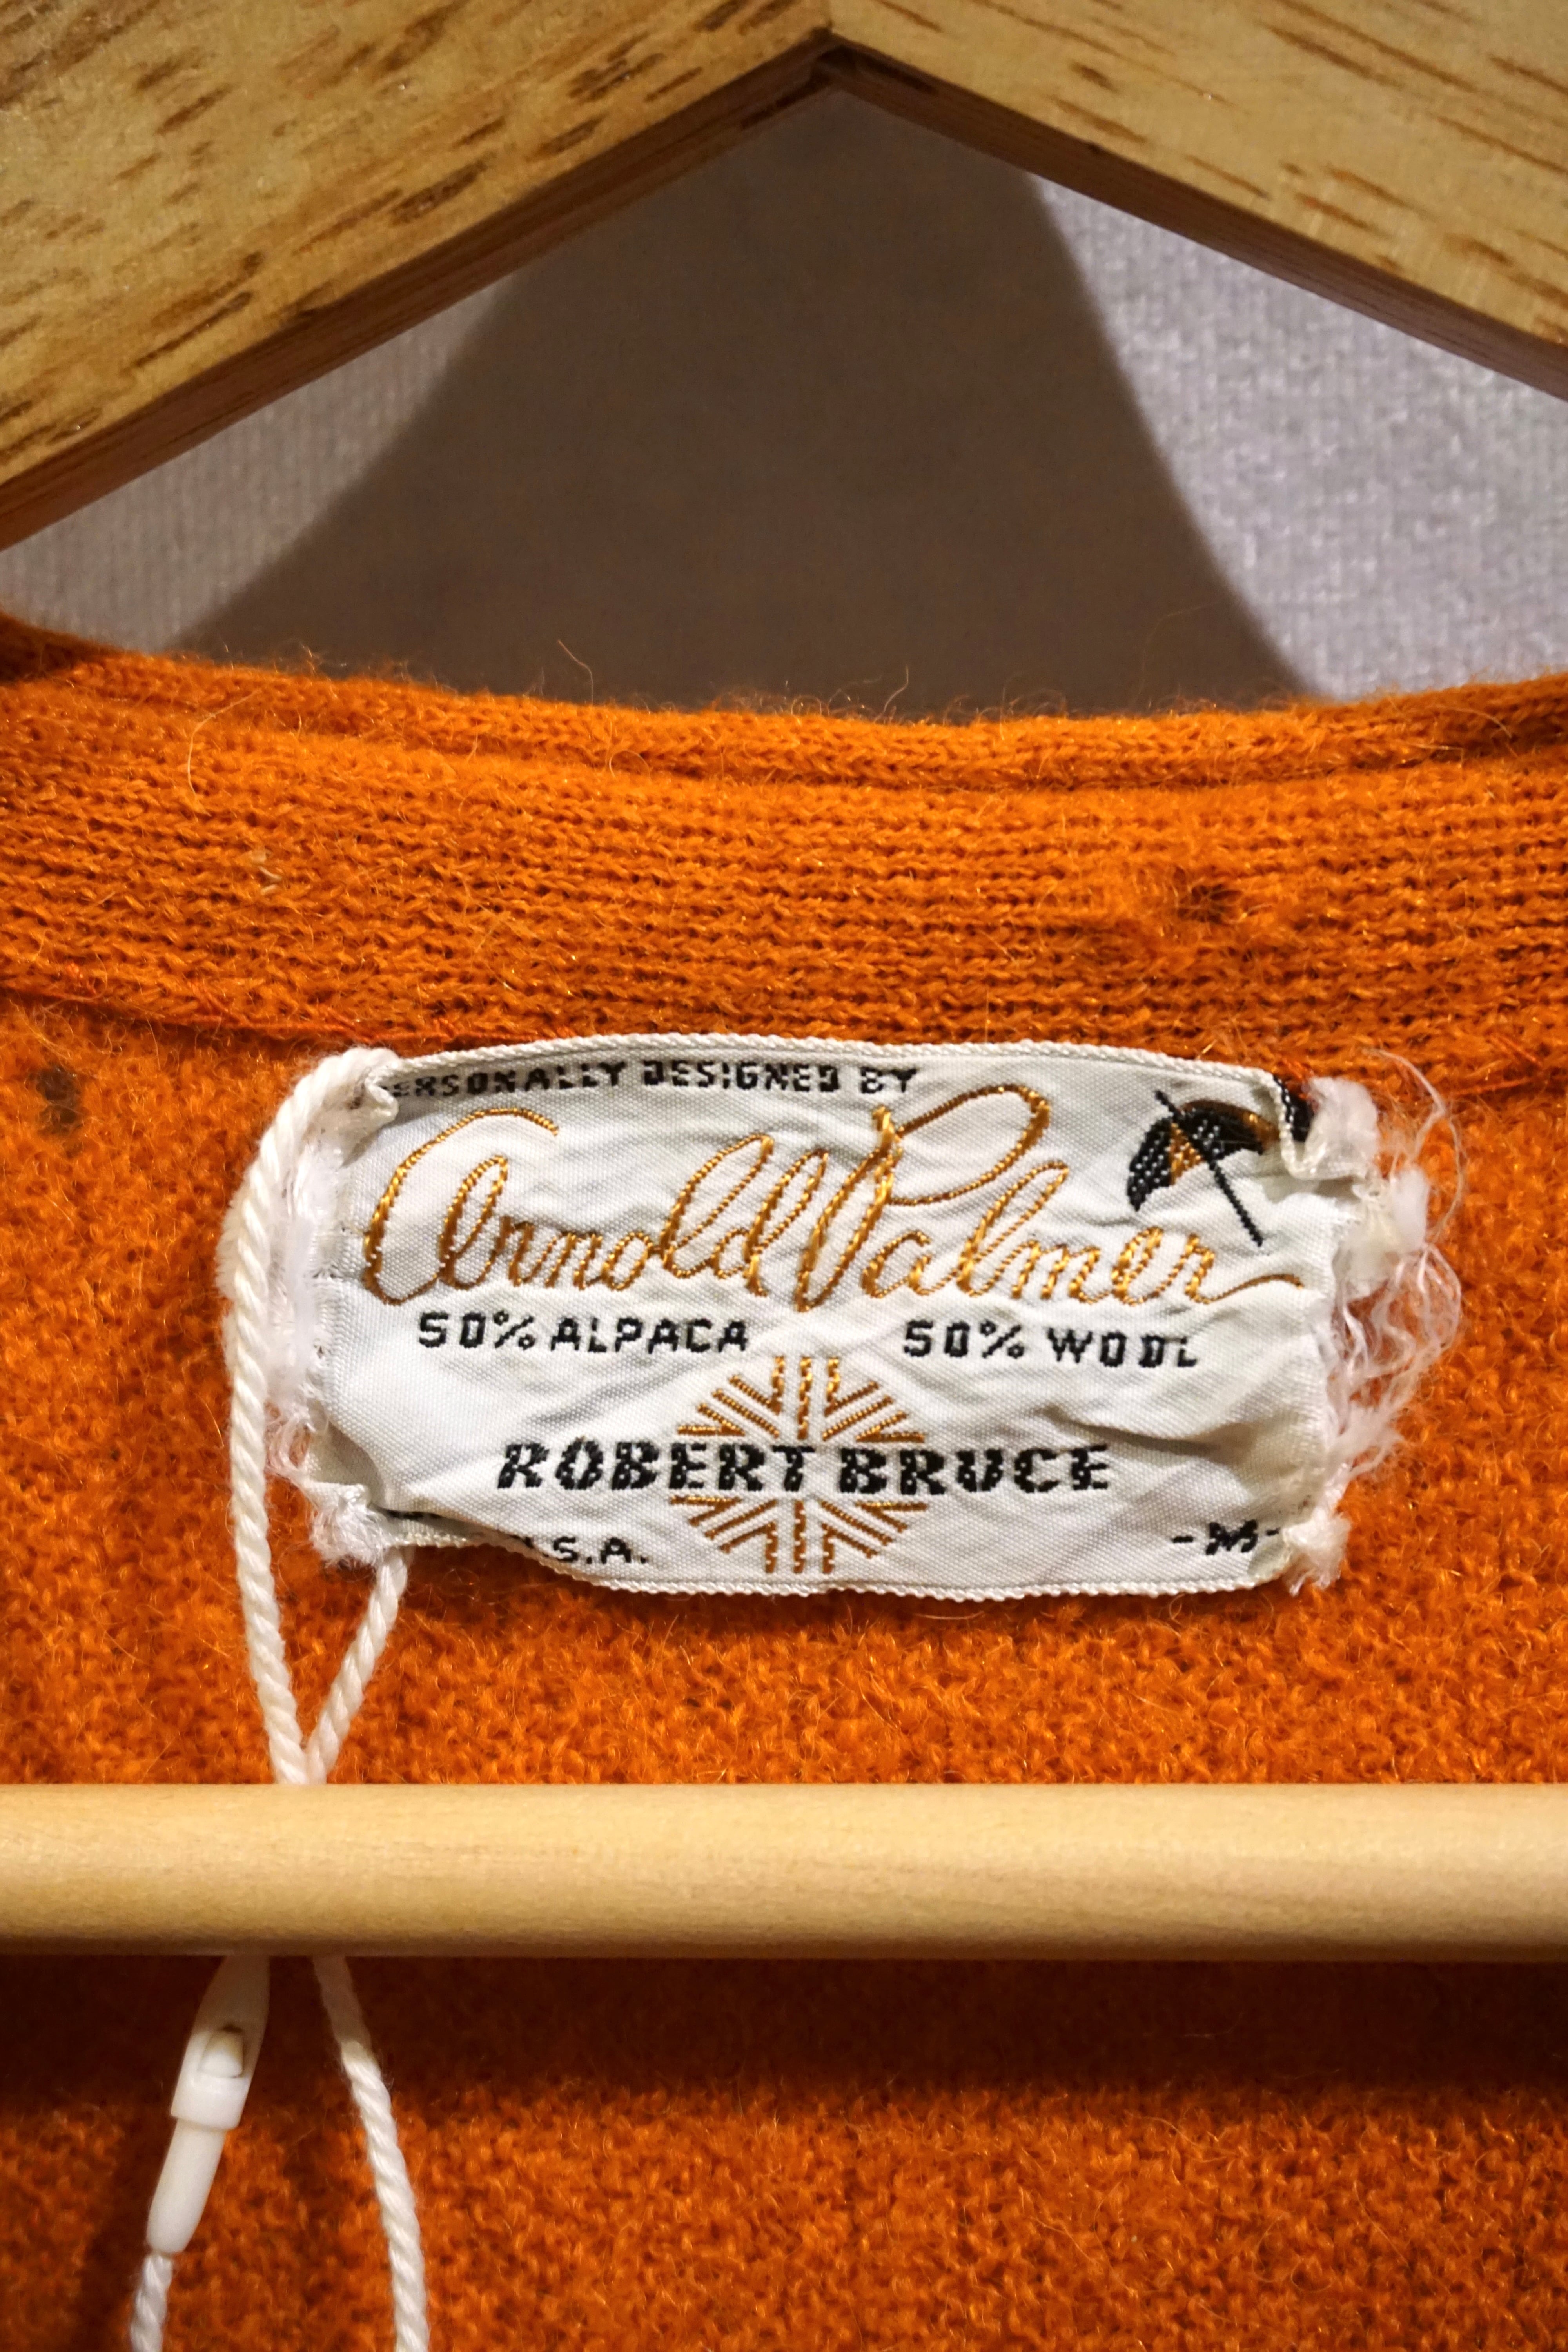 PERSONALLY DESIGNED BY
Arnold Palmer
50% ALPACA 50% WOOL
ROBERT BRUCE
U.S.A. -M-